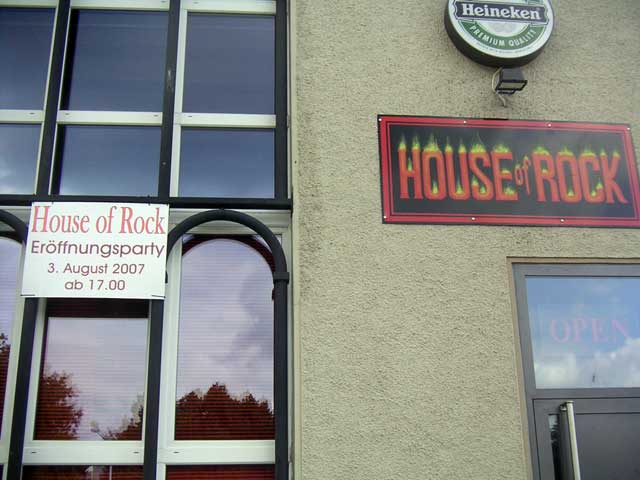 Heineken
PREMIUM QUALITY
HOUSE of ROCK
House of Rock
Eröffnungsparty
3. August 2007
ab 17.00
OPEN